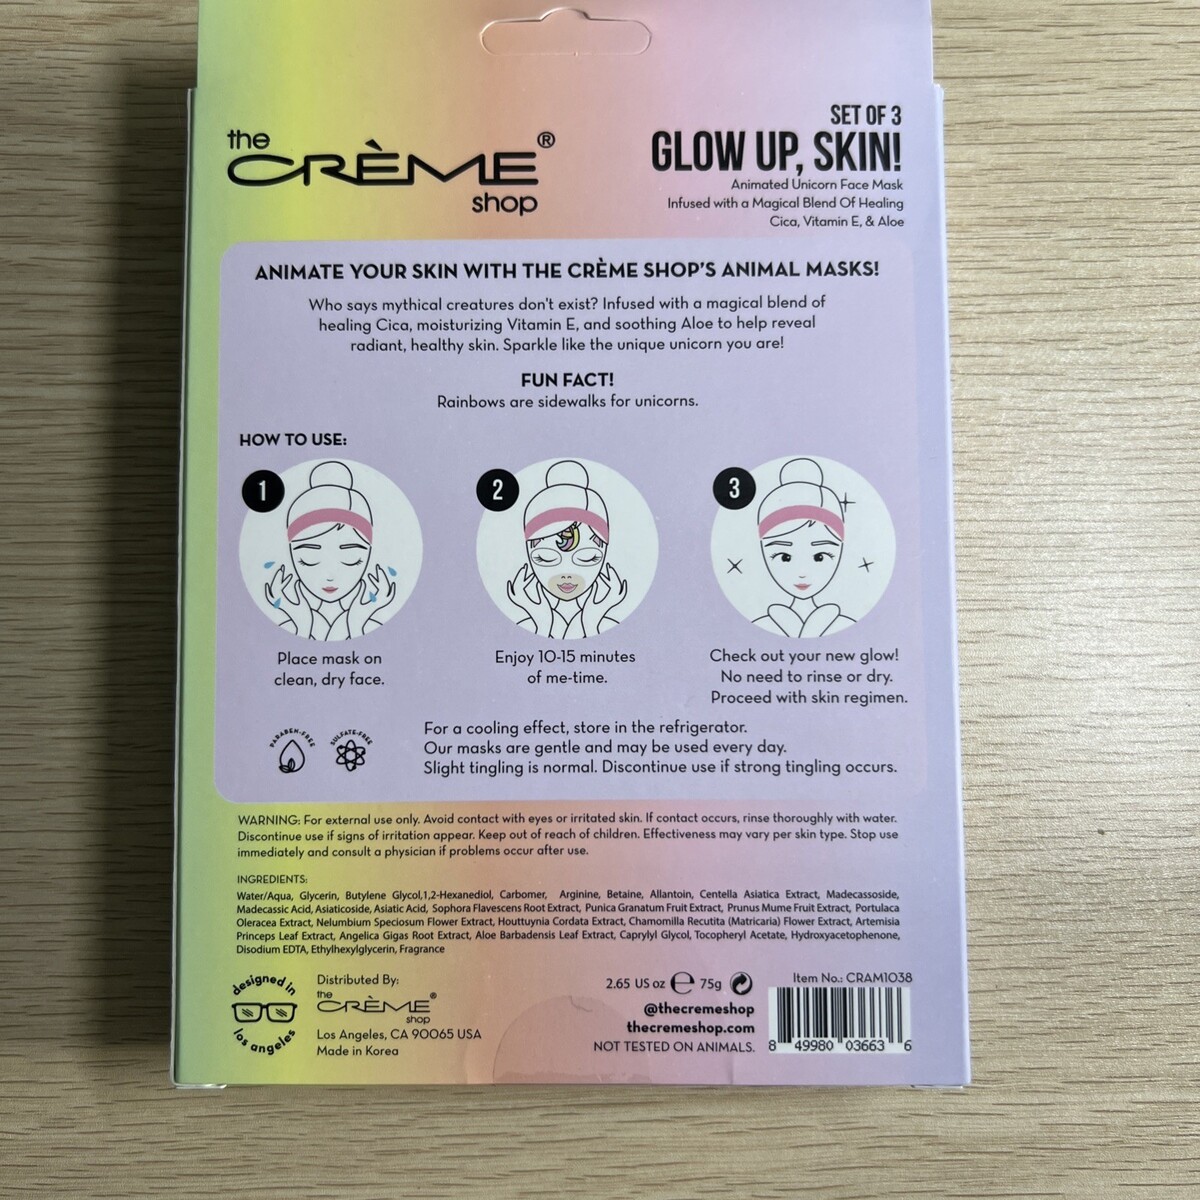 the
CRÈME®
shop
SET OF 3
GLOW UP, SKIN!
Animated Unicorn Face Mask
Infused with a Magical Blend Of Healing
Cica, Vitamin E, & Aloe
ANIMATE YOUR SKIN WITH THE CRÈME SHOP'S ANIMAL MASKS!
Who says mythical creatures don't exist? Infused with a magical blend of
healing Cica, moisturizing Vitamin E, and soothing Aloe to help reveal
radiant, healthy skin. Sparkle like the unique unicorn you are!
FUN FACT!
Rainbows are sidewalks for unicorns.
HOW TO USE:
1
2
3
Place mask on
clean, dry face.
Enjoy 10-15 minutes
of me-time.
Check out your new glow!
No need to rinse or dry.
Proceed with skin regimen.
PARABEN-FREE
SULFATE-FREE
For a cooling effect, store in the refrigerator.
Our masks are gentle and may be used every day.
Slight tingling is normal. Discontinue use if strong tingling occurs.
WARNING: For external use only. Avoid contact with eyes or irritated skin. If contact occurs, rinse thoroughly with water.
Discontinue use if signs of irritation appear. Keep out of reach of children. Effectiveness may vary per skin type. Stop use
immediately and consult a physician if problems occur after use.
INGREDIENTS:
Water/Aqua, Glycerin, Butylene Glycol,1,2-Hexanediol, Carbomer, Arginine, Betaine, Allantoin, Centella Asiatica Extract, Madecassoside,
Madecassic Acid, Asiaticoside, Asiatic Acid, Sophora Flavescens Root Extract, Punica Granatum Fruit Extract, Prunus Mume Fruit Extract, Portulaca
Oleracea Extract, Nelumbium Speciosum Flower Extract, Houttuynia Cordata Extract, Chamomilla Recutita (Matricaria) Flower Extract, Artemisia
Princeps Leaf Extract, Angelica Gigas Root Extract, Aloe Barbadensis Leaf Extract, Caprylyl Glycol, Tocopheryl Acetate, Hydroxyacetophenone,
Disodium EDTA, Ethylhexylglycerin, Fragrance
designed in
los angeles
Distributed By:
the
CRÈME®
shop
Los Angeles, CA 90065 USA
Made in Korea
2.65 US oz ℮ 75g
@thecremeshop
thecremeshop.com
NOT TESTED ON ANIMALS.
Item No.: CRAM1038
8 49980 03663 6